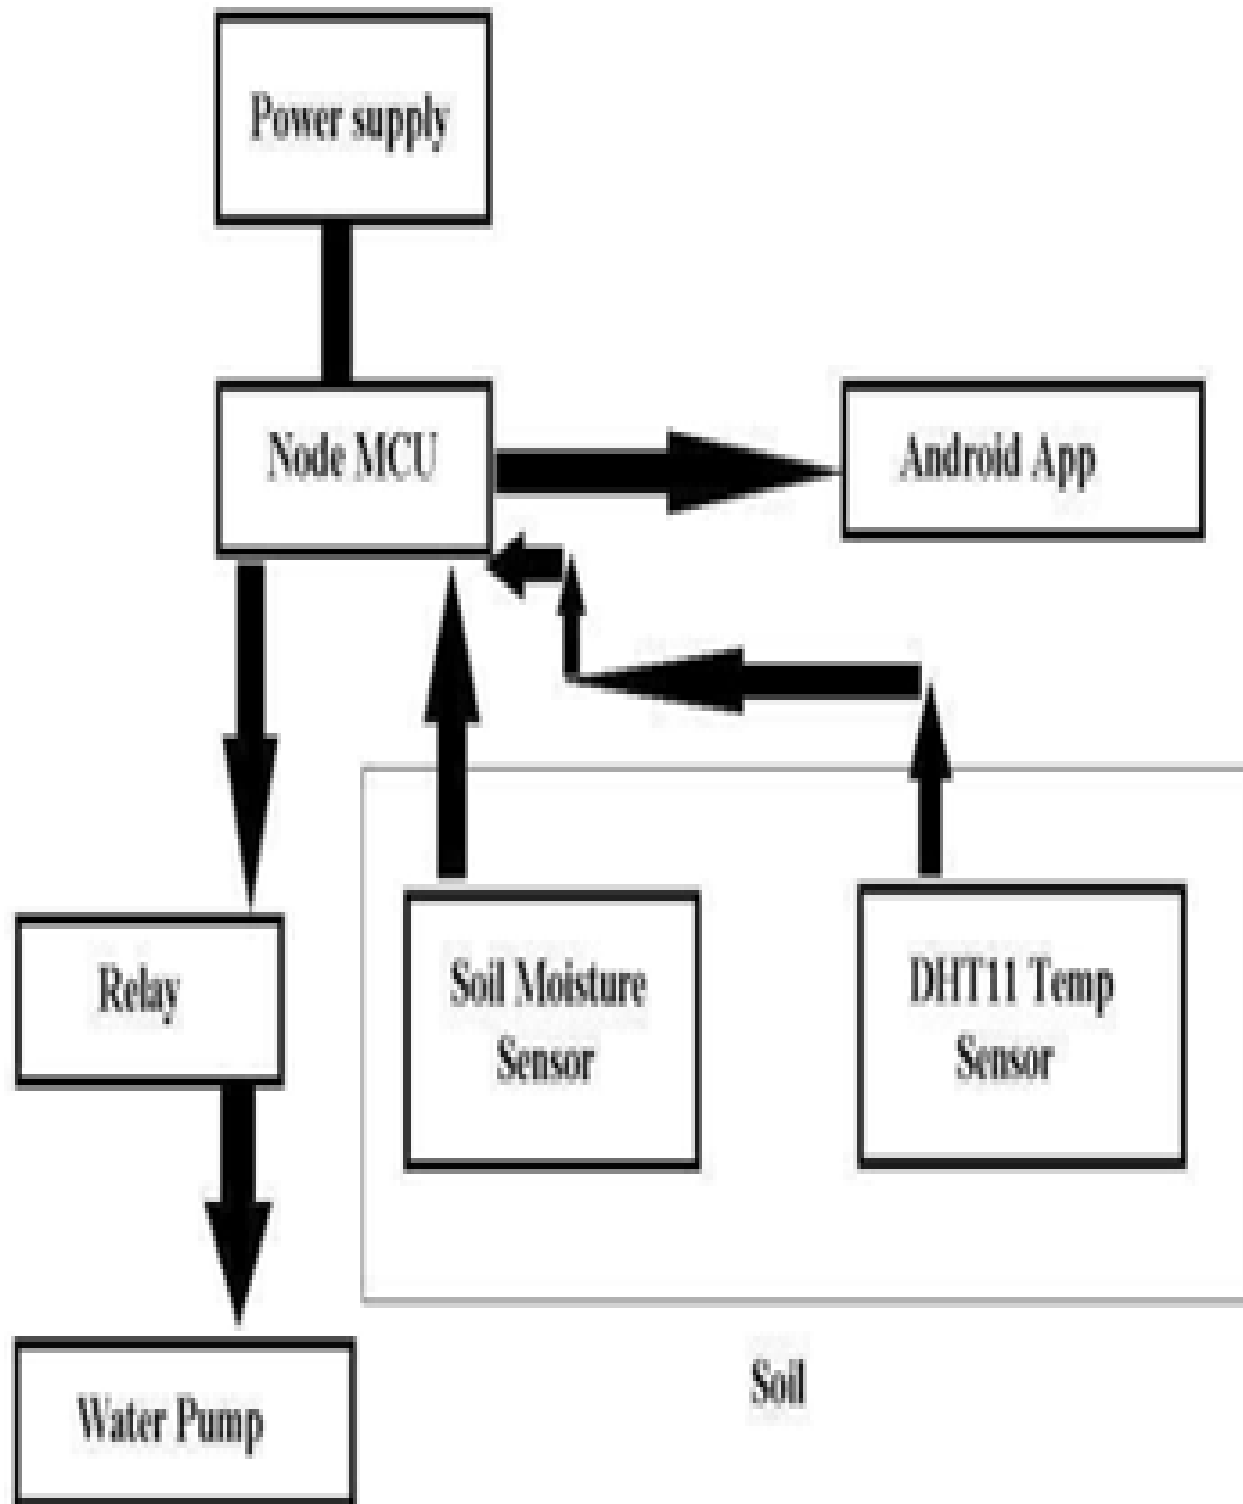 Power supply
Node MCU
Android App
Relay
Soil Moisture
Sensor
DHT11 Temp
Sensor
Water Pump
Soil